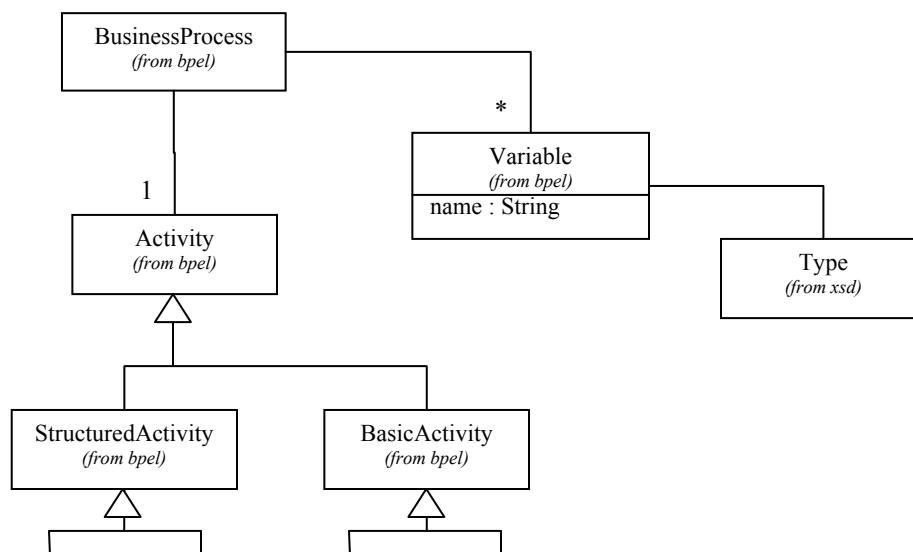 BusinessProcess
(from bpel)
*
Variable
(from bpel)
name : String
1
Activity
(from bpel)
Type
(from xsd)
StructuredActivity
(from bpel)
BasicActivity
(from bpel)